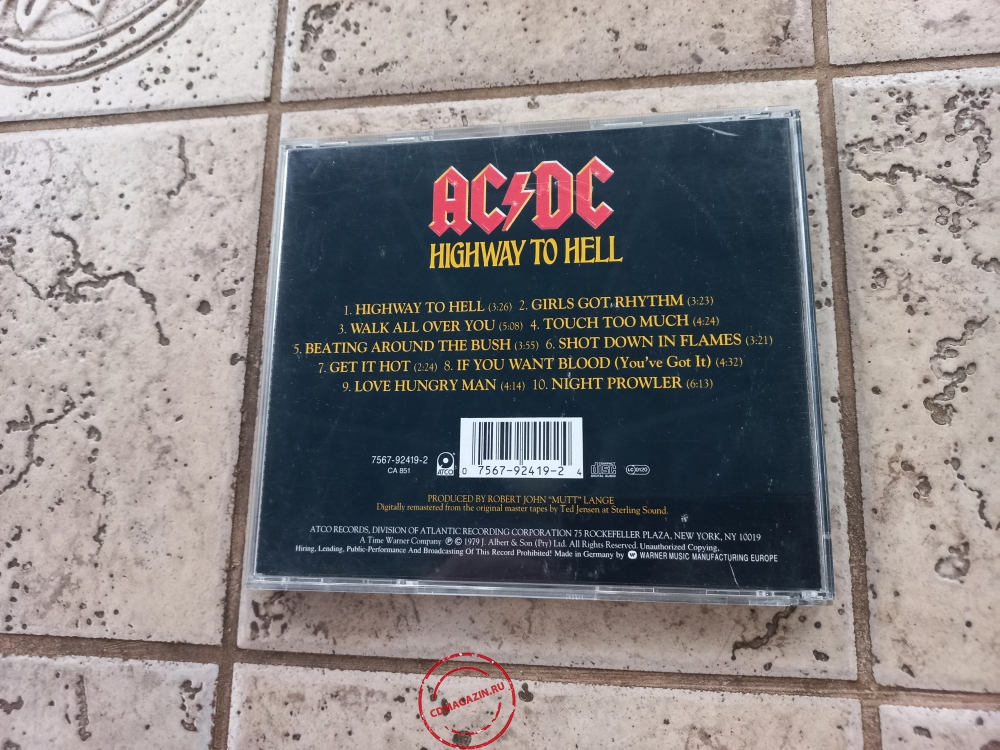 AC⚡DC
HIGHWAY TO HELL
1. HIGHWAY TO HELL (3:26) 2. GIRLS GOT RHYTHM (3:23)
3. WALK ALL OVER YOU (5:08) 4. TOUCH TOO MUCH (4:24)
5. BEATING AROUND THE BUSH (3:55) 6. SHOT DOWN IN FLAMES (3:21)
7. GET IT HOT (2:24) 8. IF YOU WANT BLOOD (You've Got It) (4:32)
9. LOVE HUNGRY MAN (4:14) 10. NIGHT PROWLER (6:13)
7567-92419-2
CA 851
ATCO
0 7567-92419-2 4
COMPACT
disc
DIGITAL AUDIO
LC 0120
PRODUCED BY ROBERT JOHN "MUTT" LANGE
Digitally remastered from the original master tapes by Ted Jensen at Sterling Sound.
ATCO RECORDS, DIVISION OF ATLANTIC RECORDING CORPORATION 75 ROCKEFELLER PLAZA, NEW YORK, NY 10019
A Time Warner Company ℗ © 1979 J. Albert & Son (Pty) Ltd. All Rights Reserved. Unauthorized Copying,
Hiring, Lending, Public-Performance And Broadcasting Of This Record Prohibited! Made in Germany by WARNER MUSIC MANUFACTURING EUROPE
CDMAGAZIN.RU